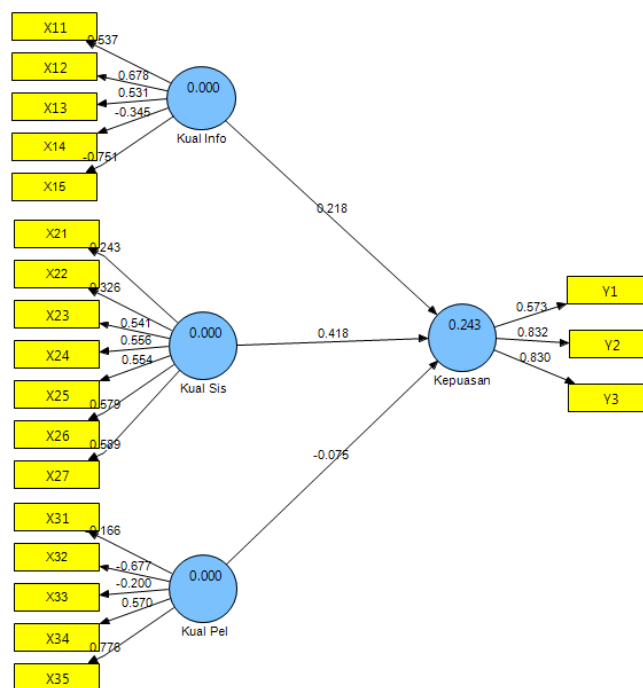 X11
0.537
X12
0.678
X13
0.531
X14
-0.345
X15
-0.751
0.000
Kual Info
0.218
X21
0.243
X22
0.326
X23
0.541
X24
0.556
X25
0.554
X26
0.579
X27
0.000
Kual Sis
0.418
X31
X32
-0.677
X33
-0.200
X34
0.570
X35
0.778
0.000
Kual Pel
-0.075
0.243
Kepuasan
0.573
Y1
0.832
Y2
0.830
Y3